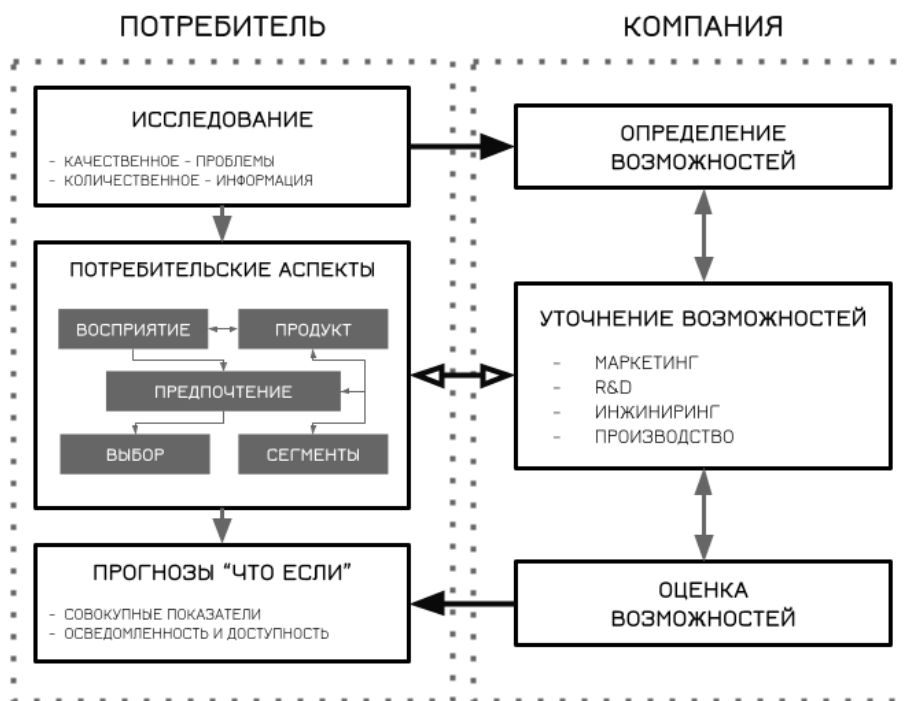 ПОТРЕБИТЕЛЬ
ИССЛЕДОВАНИЕ
- КАЧЕСТВЕННОЕ - ПРОБЛЕМЫ
- КОЛИЧЕСТВЕННОЕ - ИНФОРМАЦИЯ
ПОТРЕБИТЕЛЬСКИЕ АСПЕКТЫ
ВОСПРИЯТИЕ
ПРОДУКТ
ПРЕДПОЧТЕНИЕ
ВЫБОР
СЕГМЕНТЫ
ПРОГНОЗЫ "ЧТО ЕСЛИ"
- СОВОКУПНЫЕ ПОКАЗАТЕЛИ
- ОСВЕДОМЛЕННОСТЬ И ДОСТУПНОСТЬ
КОМПАНИЯ
ОПРЕДЕЛЕНИЕ
ВОЗМОЖНОСТЕЙ
УТОЧНЕНИЕ ВОЗМОЖНОСТЕЙ
- МАРКЕТИНГ
- R&D
- ИНЖИНИРИНГ
- ПРОИЗВОДСТВО
ОЦЕНКА
ВОЗМОЖНОСТЕЙ